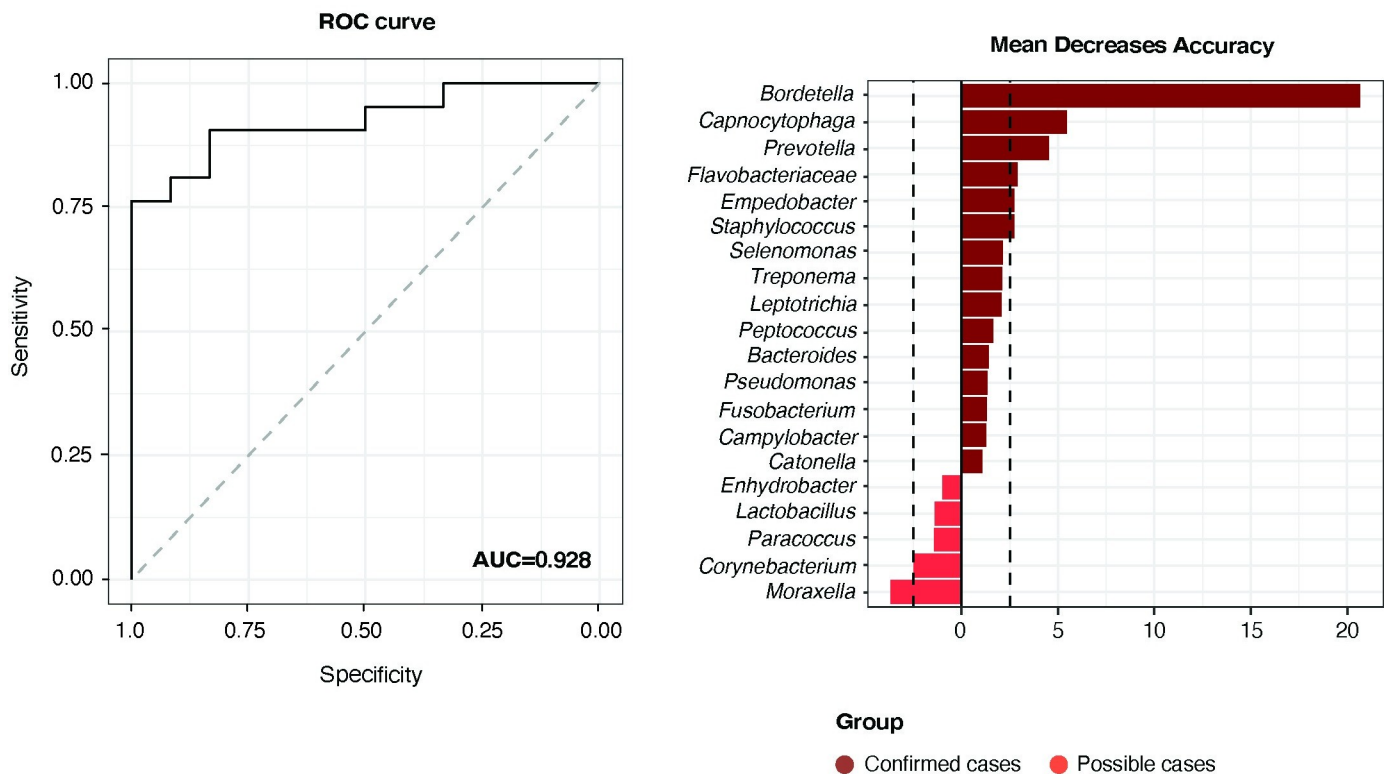 ROC curve
1.00
0.75
0.50
0.25
0.00
Sensitivity
AUC=0.928
1.0 0.75 0.50 0.25 0.00
Specificity
Mean Decreases Accuracy
Bordetella
Capnocytophaga
Prevotella
Flavobacteriaceae
Empedobacter
Staphylococcus
Selenomonas
Treponema
Leptotrichia
Peptococcus
Bacteroides
Pseudomonas
Fusobacterium
Campylobacter
Catonella
Enhydrobacter
Lactobacillus
Paracoccus
Corynebacterium
Moraxella
0 5 10 15 20
Group
Confirmed cases Possible cases